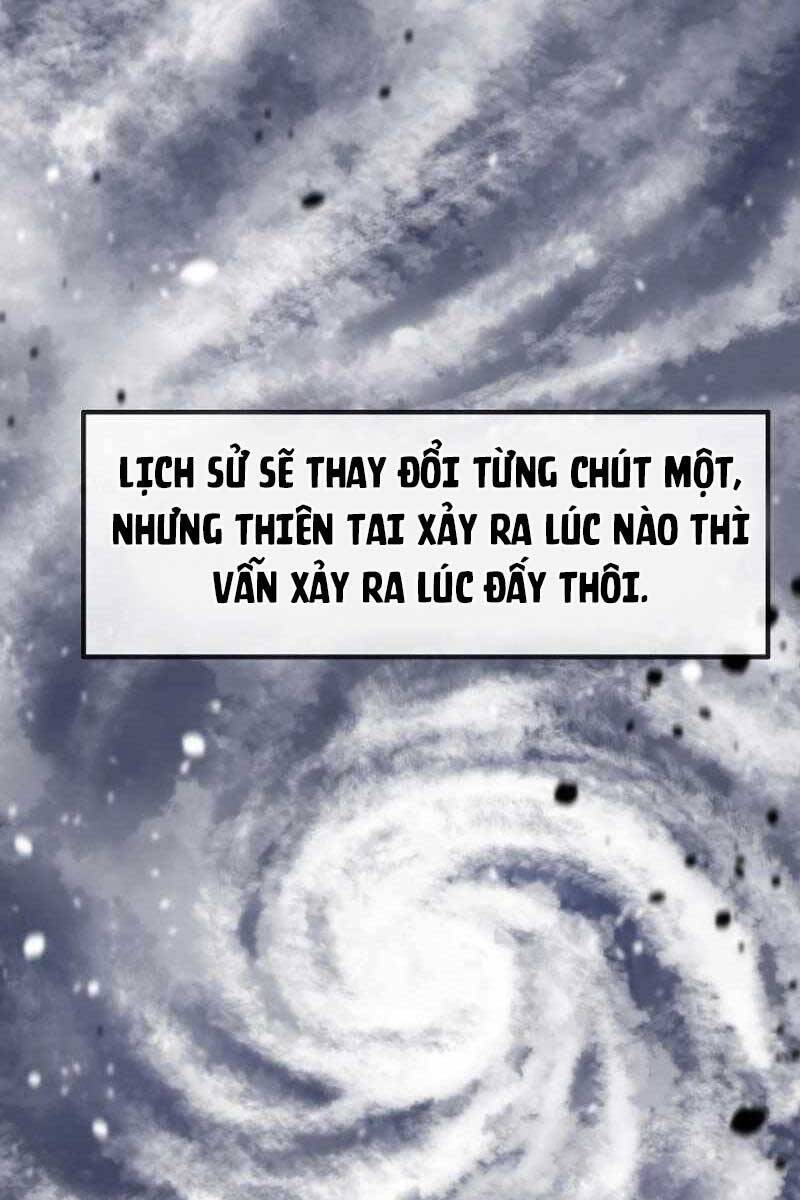 LỊCH SỬ SẼ THAY ĐỔI TỪNG CHÚT MỘT,
NHƯNG THIÊN TAI XẢY RA LÚC NÀO THÌ
VẪN XẢY RA LÚC ĐẤY THÔI.